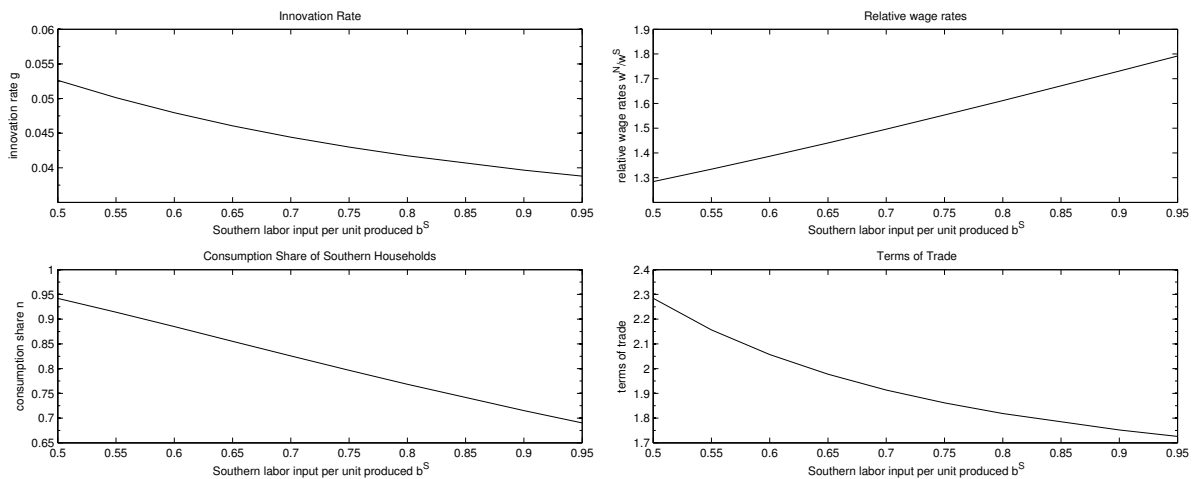 Innovation Rate
0.06
0.055
0.05
0.045
0.04
innovation rate g
0.5 0.55 0.6 0.65 0.7 0.75 0.8 0.85 0.9 0.95
Southern labor input per unit produced b^S
Relative wage rates
1.9
1.8
1.7
1.6
1.5
1.4
1.3
relative wage rates w^N/w^S
0.5 0.55 0.6 0.65 0.7 0.75 0.8 0.85 0.9 0.95
Southern labor input per unit produced b^S
Consumption Share of Southern Households
1
0.95
0.9
0.85
0.8
0.75
0.7
0.65
consumption share n
0.5 0.55 0.6 0.65 0.7 0.75 0.8 0.85 0.9 0.95
Southern labor input per unit produced b^S
Terms of Trade
2.4
2.3
2.2
2.1
2
1.9
1.8
1.7
terms of trade
0.5 0.55 0.6 0.65 0.7 0.75 0.8 0.85 0.9 0.95
Southern labor input per unit produced b^S